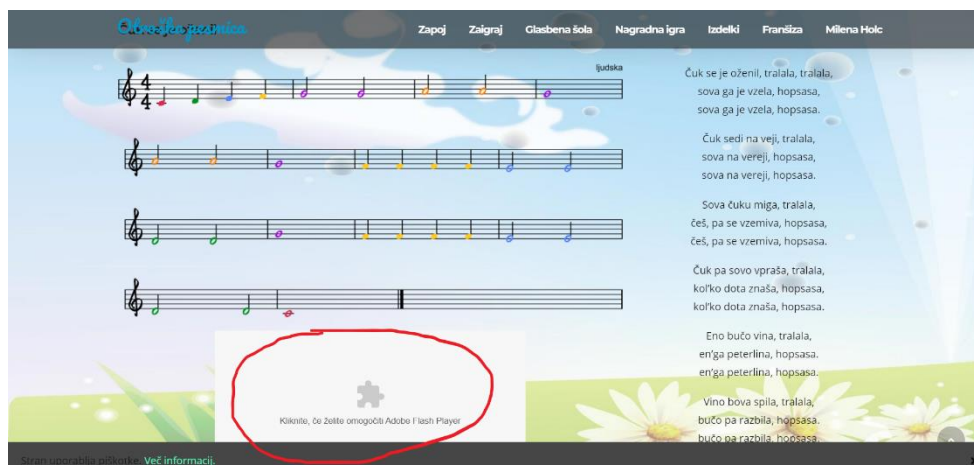 Obročkova pesmica
Zapoj Zaigraj Glasbena šola Nagradna igra Izdelki Franšiza Milena Holc
ljudska
4
4
Čuk se je oženil, tralala, tralala,
sova ga je vzela, hopsasa,
sova ga je vzela, hopsasa.
Čuk sedi na veji, tralala,
sova na vereji, hopsasa,
sova na vereji, hopsasa.
Sova čuku miga, tralala,
češ, pa se vzemiva, hopsasa,
češ, pa se vzemiva, hopsasa.
Čuk pa sovo vpraša, tralala,
kol'ko dota znaša, hopsasa,
kol'ko dota znaša, hopsasa.
Eno bučo vina, tralala,
en'ga peterlina, hopsasa.
en'ga peterlina, hopsasa.
Vino bova spila, tralala,
bučo pa razbila, hopsasa.
bučo pa razbila, hopsasa.
Kliknite, če želite omogočiti Adobe Flash Player
Stran uporablja piškotke. Več informacij.